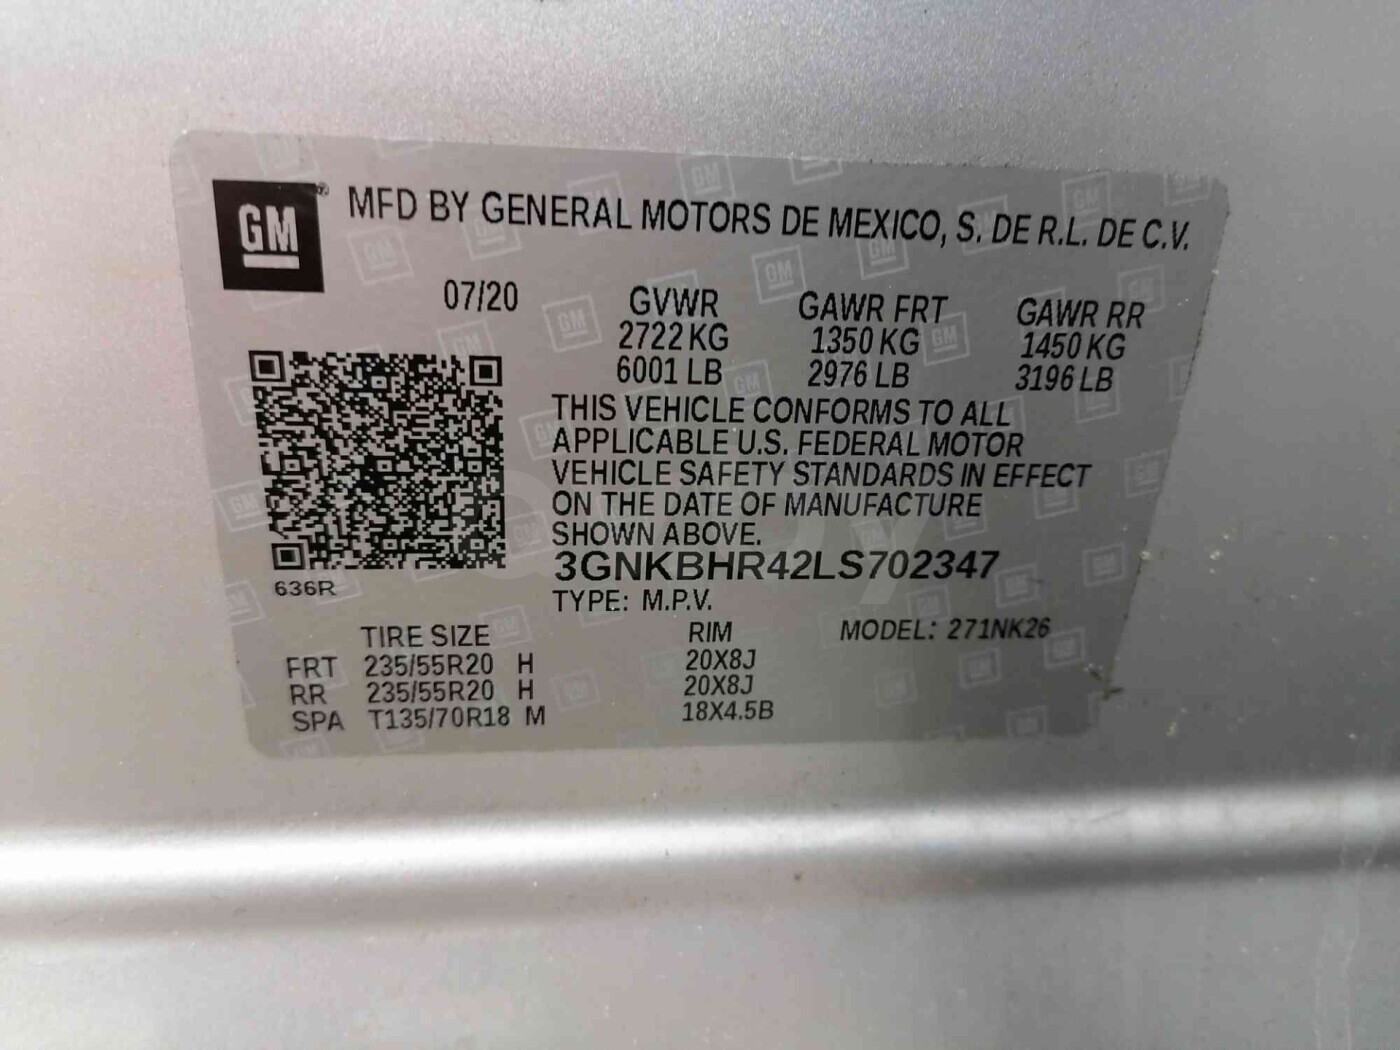 GM® MFD BY GENERAL MOTORS DE MEXICO, S. DE R.L. DE C.V.
07/20
GVWR GAWR FRT GAWR RR
2722 KG 1350 KG 1450 KG
6001 LB 2976 LB 3196 LB
THIS VEHICLE CONFORMS TO ALL
APPLICABLE U.S. FEDERAL MOTOR
VEHICLE SAFETY STANDARDS IN EFFECT
ON THE DATE OF MANUFACTURE
SHOWN ABOVE.
3GNKBHR42LS702347
636R
TYPE: M.P.V.
TIRE SIZE RIM MODEL: 271NK26
FRT 235/55R20 H 20X8J
RR 235/55R20 H 20X8J
SPA T135/70R18 M 18X4.5B